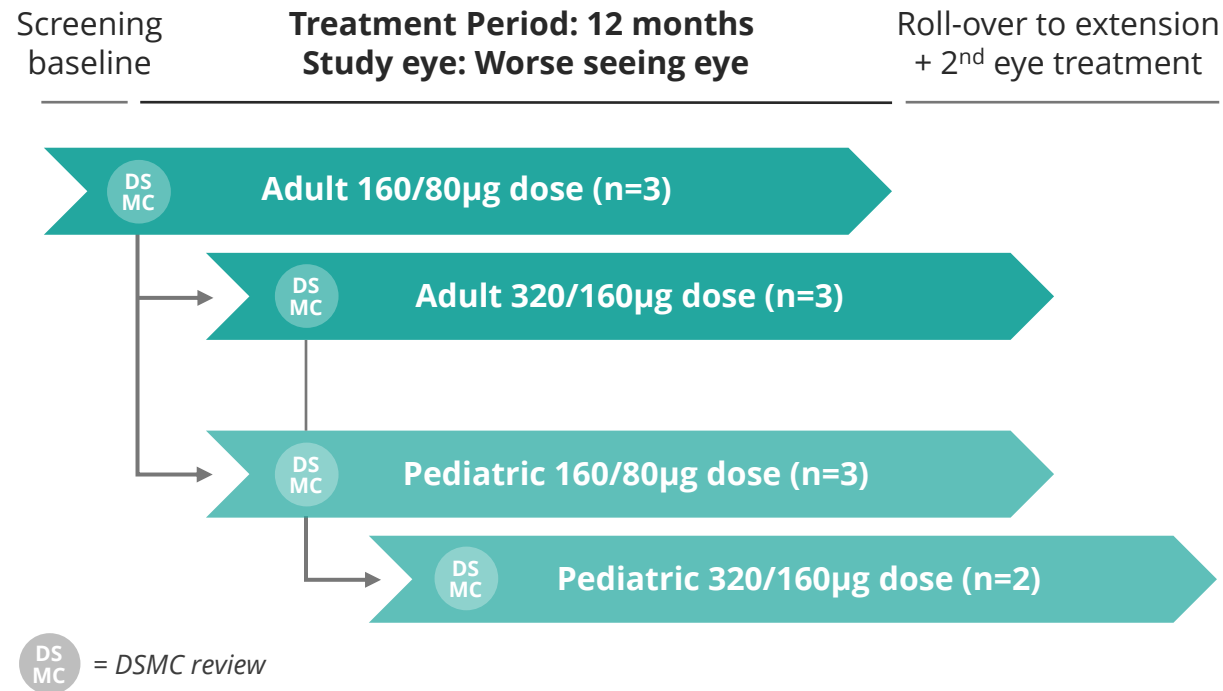 Screening
baseline
Treatment Period: 12 months
Study eye: Worse seeing eye
Roll-over to extension
+ 2nd eye treatment
DS
MC
Adult 160/80µg dose (n=3)
DS
MC
Adult 320/160µg dose (n=3)
DS
MC
Pediatric 160/80µg dose (n=3)
DS
MC
Pediatric 320/160µg dose (n=2)
DS
MC
= DSMC review